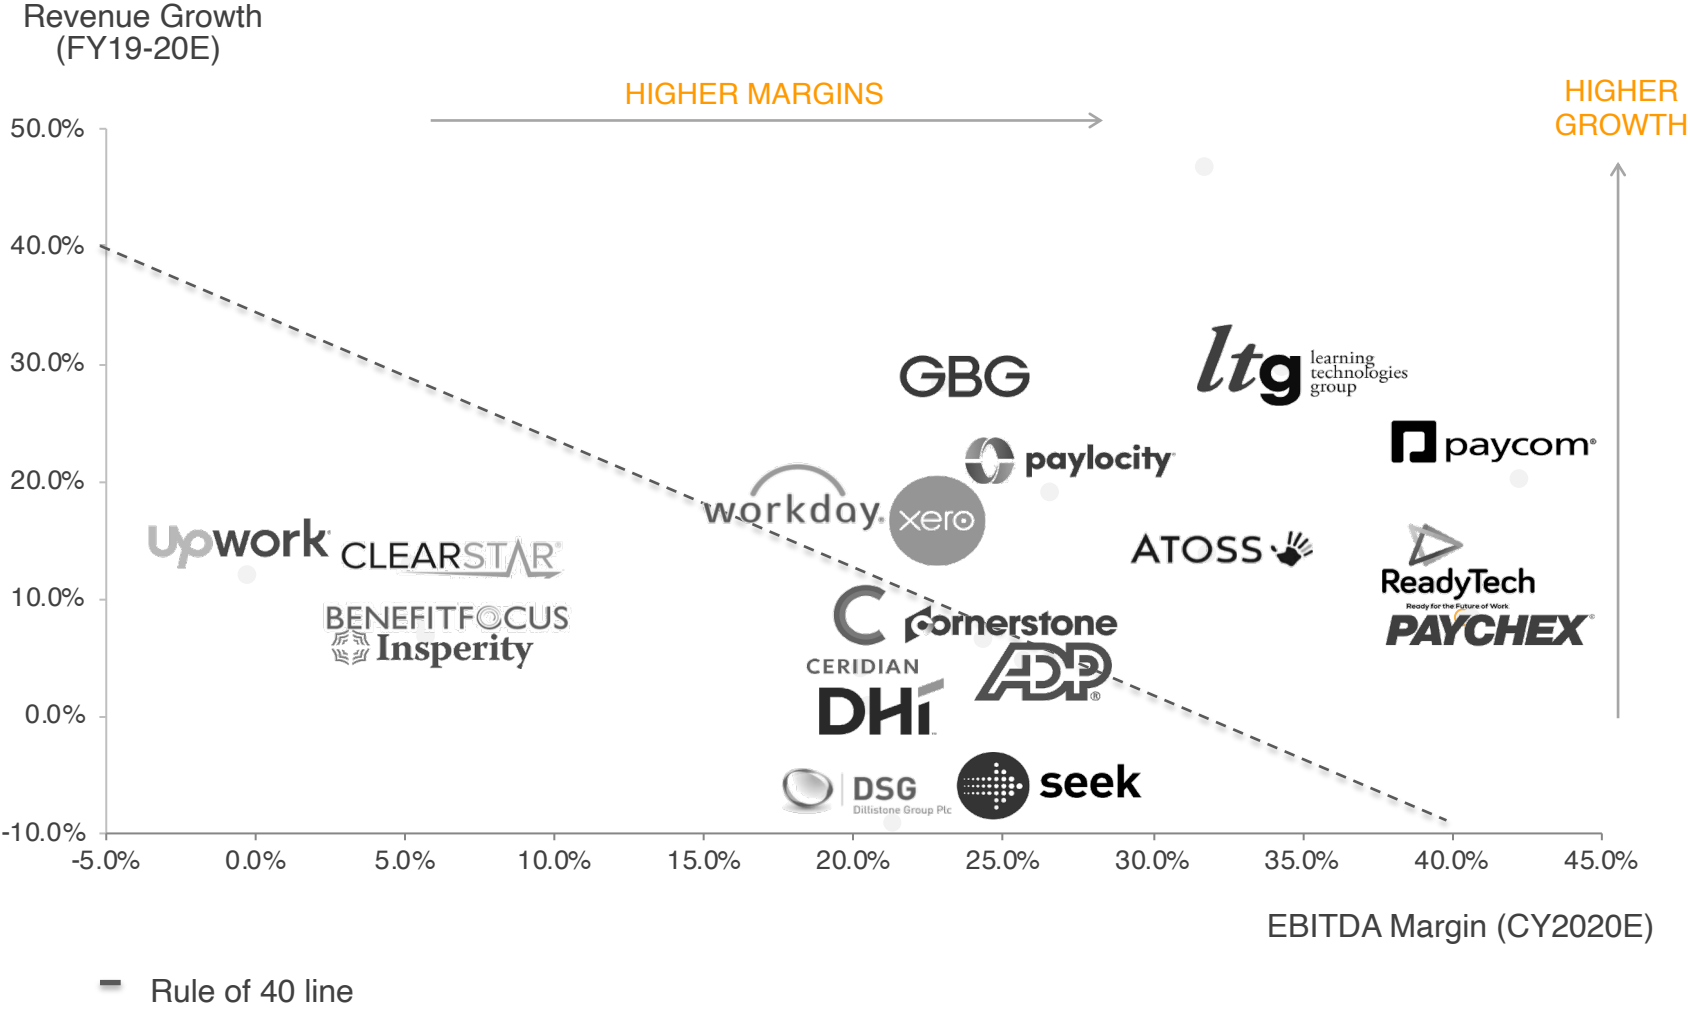 Revenue Growth
(FY19-20E)
HIGHER MARGINS
HIGHER
GROWTH
50.0%
40.0%
30.0%
20.0%
10.0%
0.0%
-10.0%
GBG
ltg
learning
technologies
group
paycom®
paylocity
workday.
xero
upwork
CLEARSTAR®
ATOSS
ReadyTech
Ready for the Future of Work
BENEFITFOCUS
Insperity
PAYCHEX
CERIDIAN
cornerstone
ADP®
DHI
DSG
Dillistone Group Plc
seek
-5.0%
0.0%
5.0%
10.0%
15.0%
20.0%
25.0%
30.0%
35.0%
40.0%
45.0%
EBITDA Margin (CY2020E)
Rule of 40 line